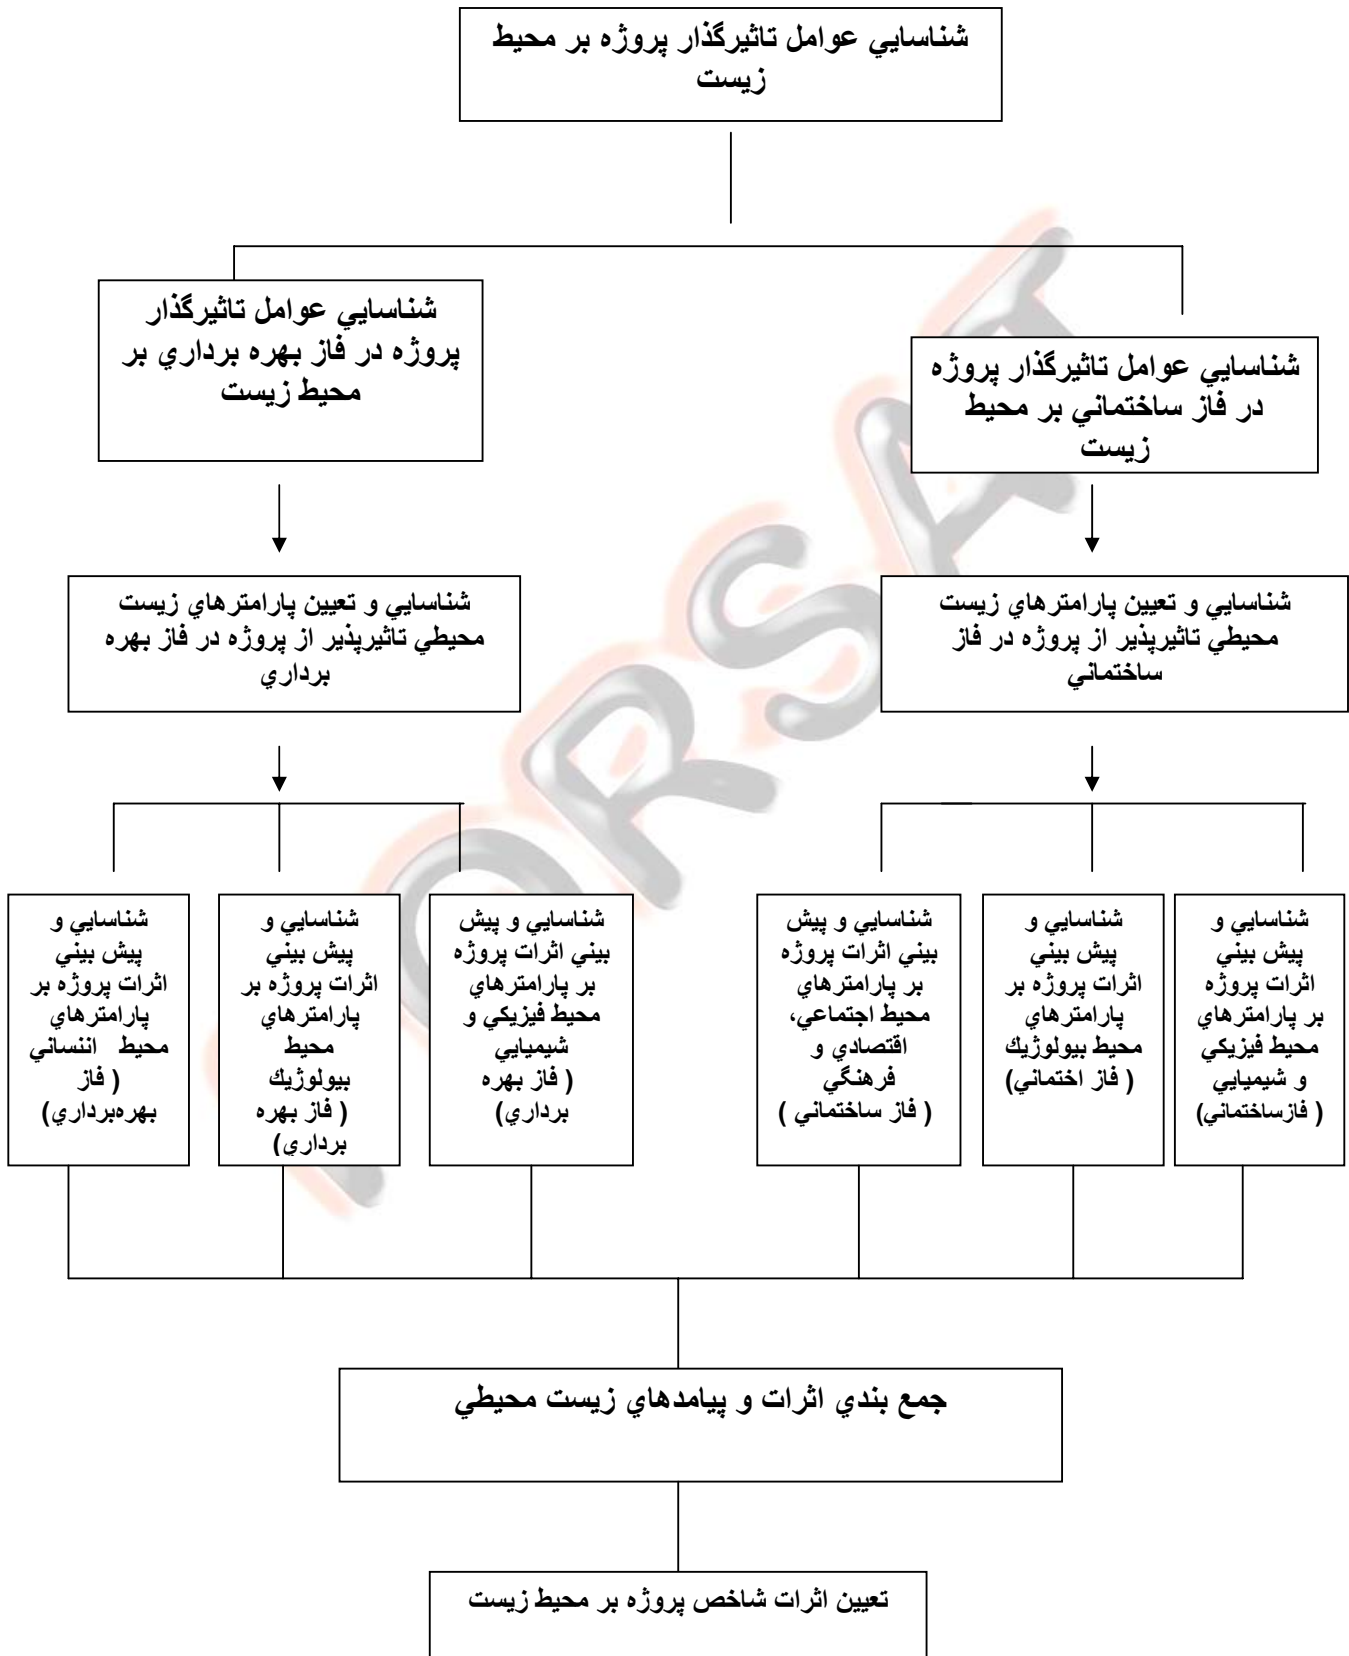 شناسايي عوامل تاثيرگذار پروژه بر محيط
زيست
شناسايي عوامل تاثيرگذار پروژه
در فاز ساختماني بر محيط
زيست
شناسايي عوامل تاثيرگذار
پروژه در فاز بهره برداري بر
محيط زيست
شناسايي و تعيين پارامترهاي زيست
محيطي تاثيرپذير از پروژه در فاز
ساختماني
شناسايي و تعيين پارامترهاي زيست
محيطي تاثيرپذير از پروژه در فاز بهره
برداري
شناسايي و
پيش بيني
اثرات پروژه
بر پارامترهاي
محيط فيزيكي
و شيميايي
( فازساختماني)
شناسايي و
پيش بيني
اثرات پروژه بر
پارامترهاي
محيط بيولوژيك
( فاز اختماني)
شناسايي و پيش
بيني اثرات پروژه
بر پارامترهاي
محيط اجتماعي،
اقتصادي و
فرهنگي
( فاز ساختماني )
شناسايي و پيش
بيني اثرات پروژه
بر پارامترهاي
محيط فيزيكي و
شيميايي
( فاز بهره
برداري)
شناسايي و
پيش بيني
اثرات پروژه بر
پارامترهاي
محيط
بيولوژيك
( فاز بهره
برداري)
شناسايي و
پيش بيني
اثرات پروژه بر
پارامترهاي
محيط اننساني
( فاز
بهره‌برداري)
جمع بندي اثرات و پيامدهاي زيست محيطي
تعيين اثرات شاخص پروژه بر محيط زيست